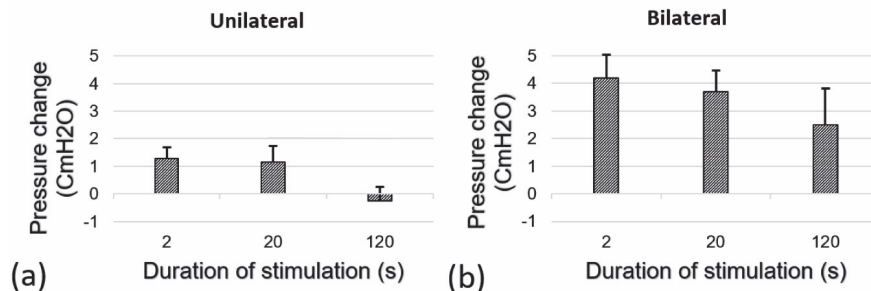 Unilateral
5
4
3
2
1
0
-1
Pressure change
(CmH2O)
2 20 120
Duration of stimulation (s)
(a)
Bilateral
5
4
3
2
1
0
-1
Pressure change
(CmH2O)
2 20 120
Duration of stimulation (s)
(b)